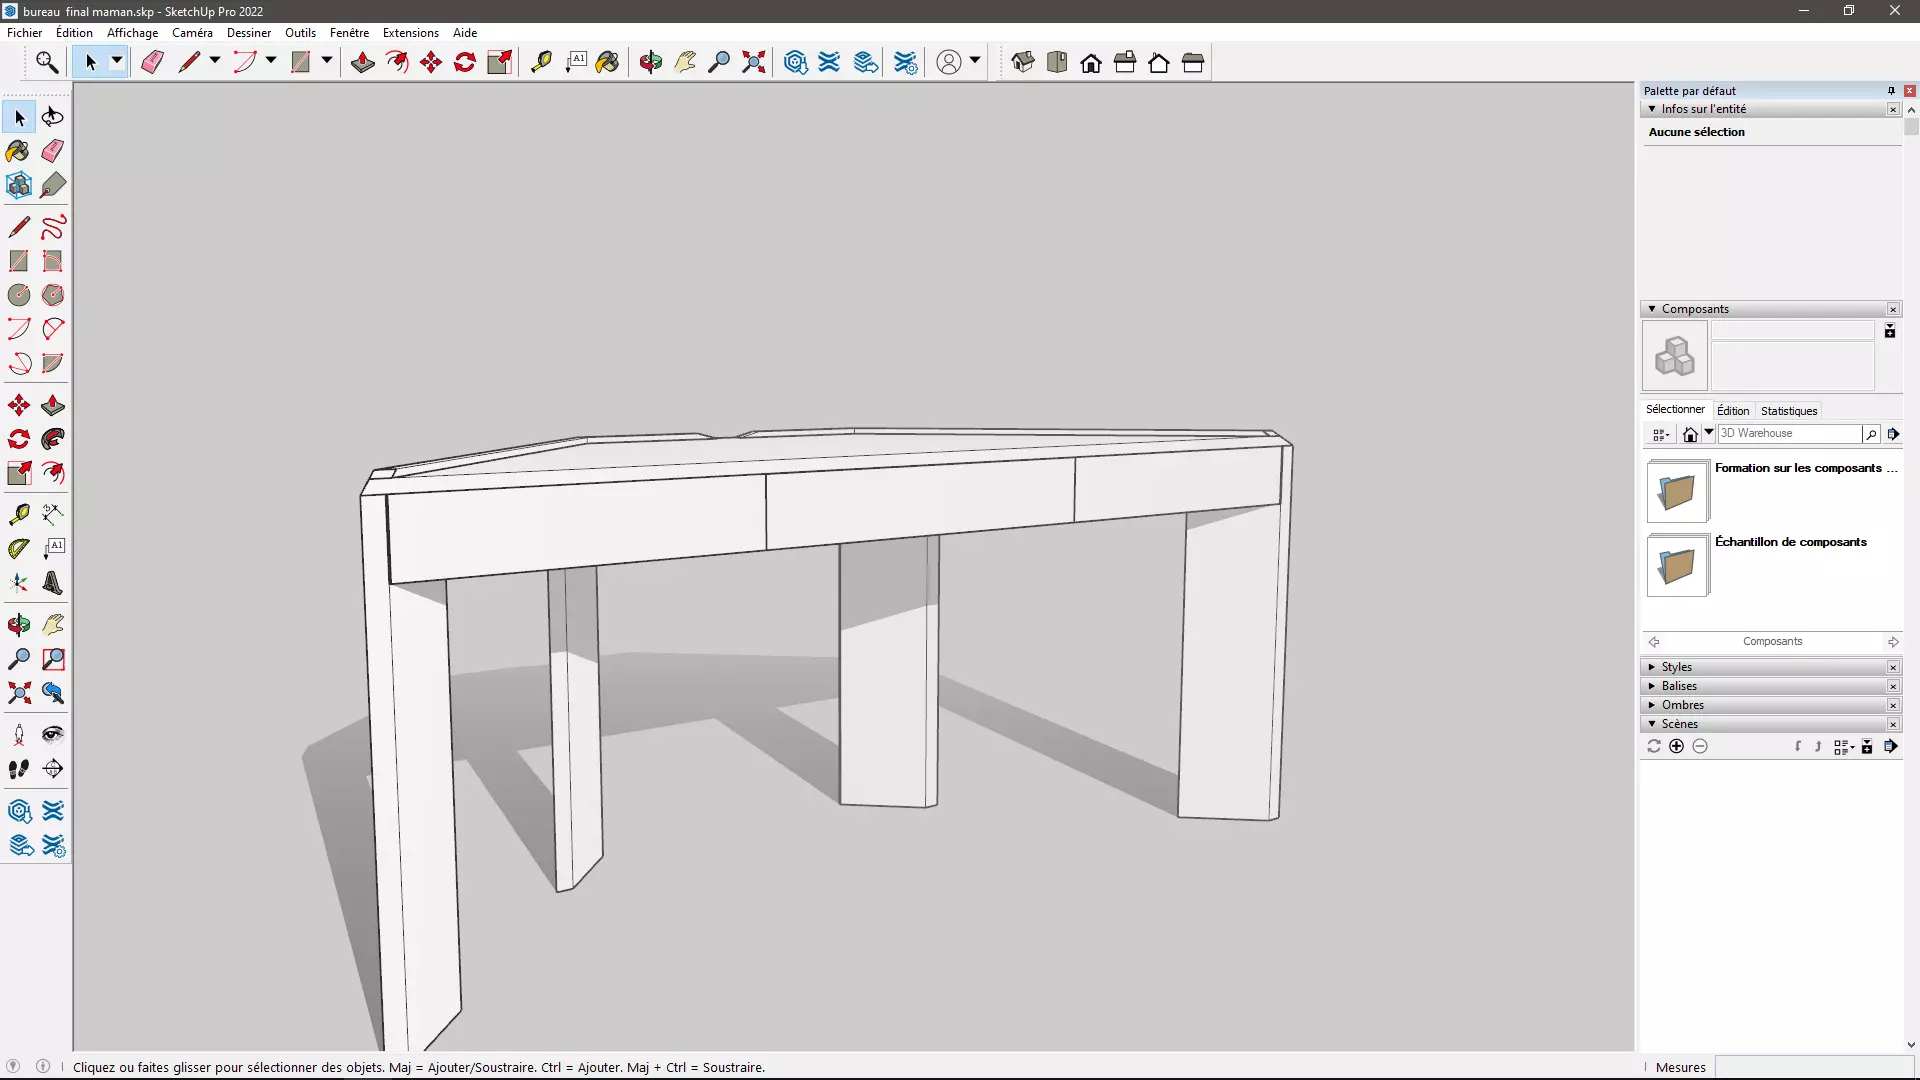 bureau  final maman.skp - SketchUp Pro 2022
Fichier Édition Affichage Caméra Dessiner Outils Fenêtre Extensions Aide
A1
Palette par défaut
Infos sur l'entité
Aucune sélection
Composants
Sélectionner Édition Statistiques
3D Warehouse
Formation sur les composants ...
Échantillon de composants
A1
Composants
Styles
Balises
Ombres
Scènes
Cliquez ou faites glisser pour sélectionner des objets. Maj = Ajouter/Soustraire. Ctrl = Ajouter. Maj + Ctrl = Soustraire.
Mesures